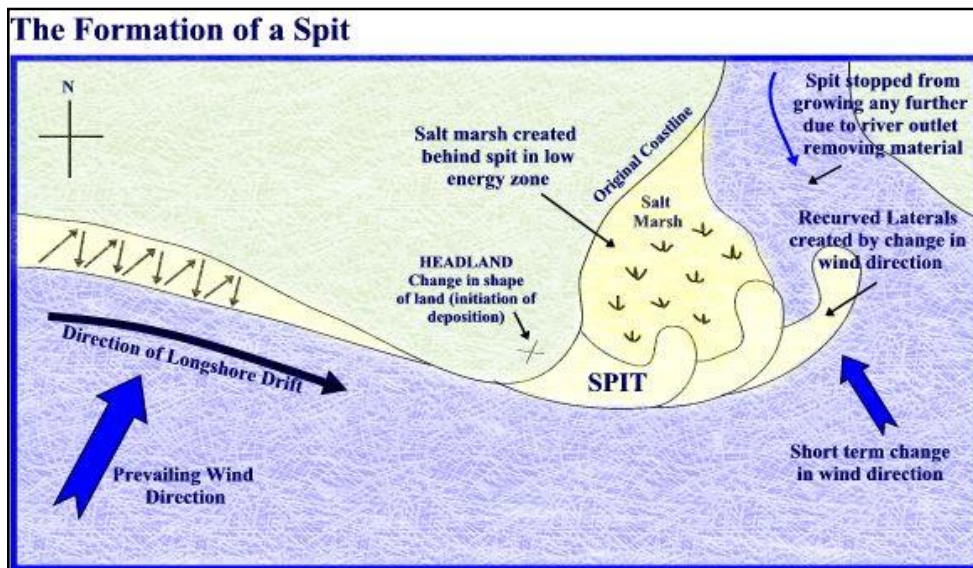 The Formation of a Spit
N
Salt marsh created
behind spit in low
energy zone
Original Coastline
Spit stopped from
growing any further
due to river outlet
removing material
Salt
Marsh
Recurved Laterals
created by change in
wind direction
HEADLAND
Change in shape
of land (initiation of
deposition)
Direction of Longshore Drift
SPIT
Prevailing Wind
Direction
Short term change
in wind direction